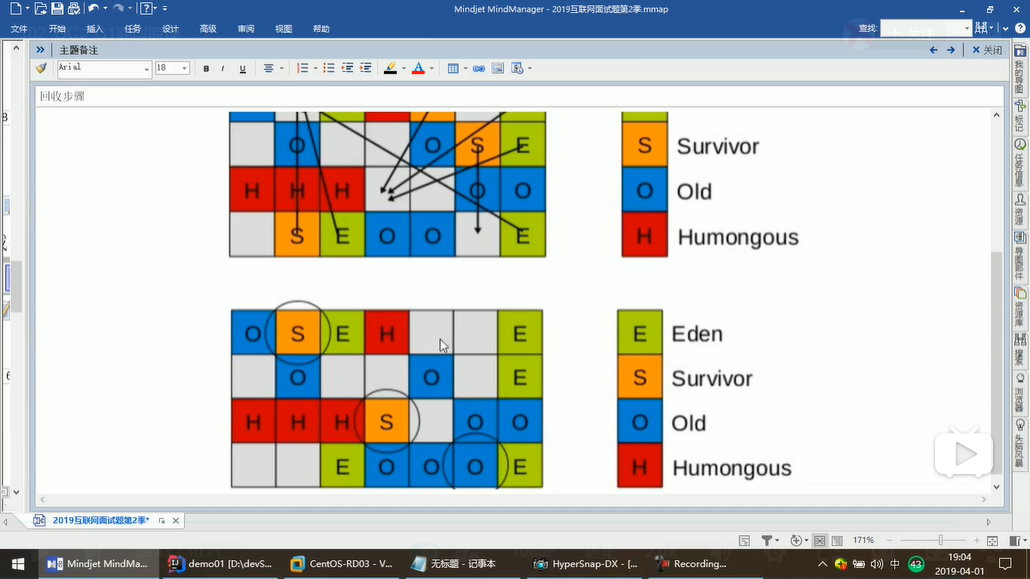 Mindjet MindManager - 2019互联网面试题第2季.mmap
文件 开始 插入 任务 设计 高级 审阅 视图 帮助 查找:
主题备注 关闭
Arial 18 B I U
回收步骤
O S E Survivor
H H H O O Old
S E O O E Humongous
O S E H E Eden
O O E Survivor
H H H S O O Old
E O O O E Humongous
我的导图
标记
任务信息
资源
导图部件
资源库
搜索
浏览器
头脑风暴
2019互联网面试题第2季*
171%
Mindjet MindMa...
demo01 [D:\devS...
CentOS-RD03 - V...
无标题 - 记事本
HyperSnap-DX - [...
Recording...
中 43
19:04
2019-04-01